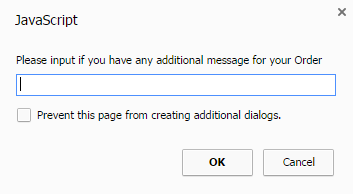 JavaScript
Please input if you have any additional message for your Order
Prevent this page from creating additional dialogs.
OK Cancel